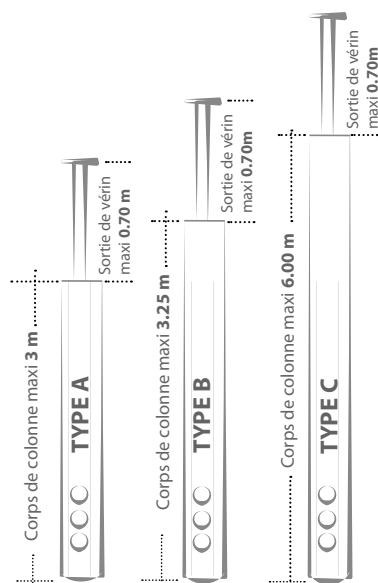 Corps de colonne maxi 3 m
TYPE A
Sortie de vérin
maxi 0.70 m
Corps de colonne maxi 3.25 m
TYPE B
Sortie de vérin
maxi 0.70m
Corps de colonne maxi 6.00 m
TYPE C
Sortie de vérin
maxi 0.70m